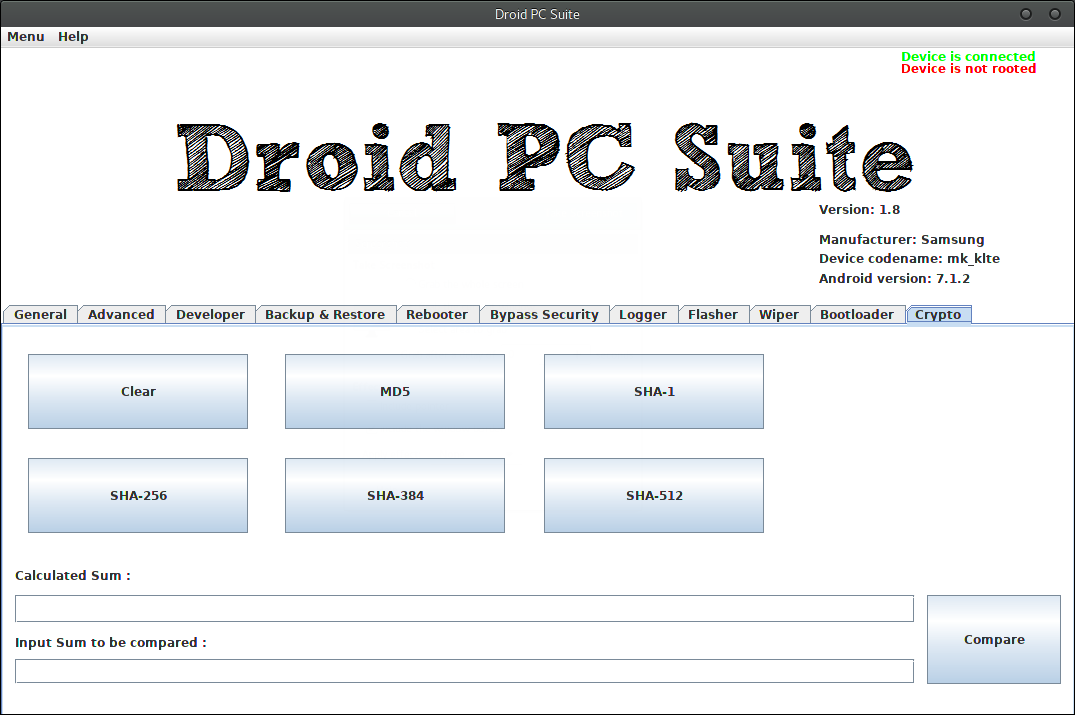 Droid PC Suite
Menu Help
Device is connected
Device is not rooted
Droid PC Suite
Version: 1.8
Manufacturer: Samsung
Device codename: mk_klte
Android version: 7.1.2
General Advanced Developer Backup & Restore Rebooter Bypass Security Logger Flasher Wiper Bootloader Crypto
Clear MD5 SHA-1
SHA-256 SHA-384 SHA-512
Calculated Sum :
Input Sum to be compared :
Compare